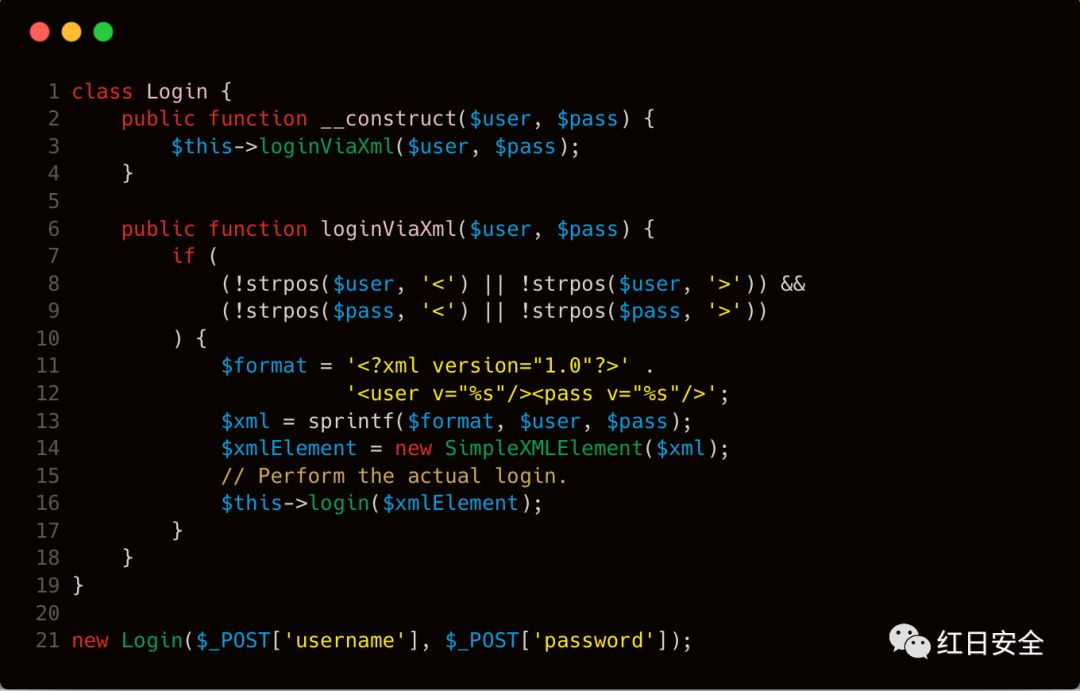 1 class Login {
2     public function __construct($user, $pass) {
3         $this->loginViaXml($user, $pass);
4     }
5
6     public function loginViaXml($user, $pass) {
7         if (
8             (!strpos($user, '<') || !strpos($user, '>')) &&
9             (!strpos($pass, '<') || !strpos($pass, '>'))
10         ) {
11             $format = '<?xml version="1.0"?>' .
12                       '<user v="%s"/><pass v="%s"/>';
13             $xml = sprintf($format, $user, $pass);
14             $xmlElement = new SimpleXMLElement($xml);
15             // Perform the actual login.
16             $this->login($xmlElement);
17         }
18     }
19 }
20
21 new Login($_POST['username'], $_POST['password']);
红日安全